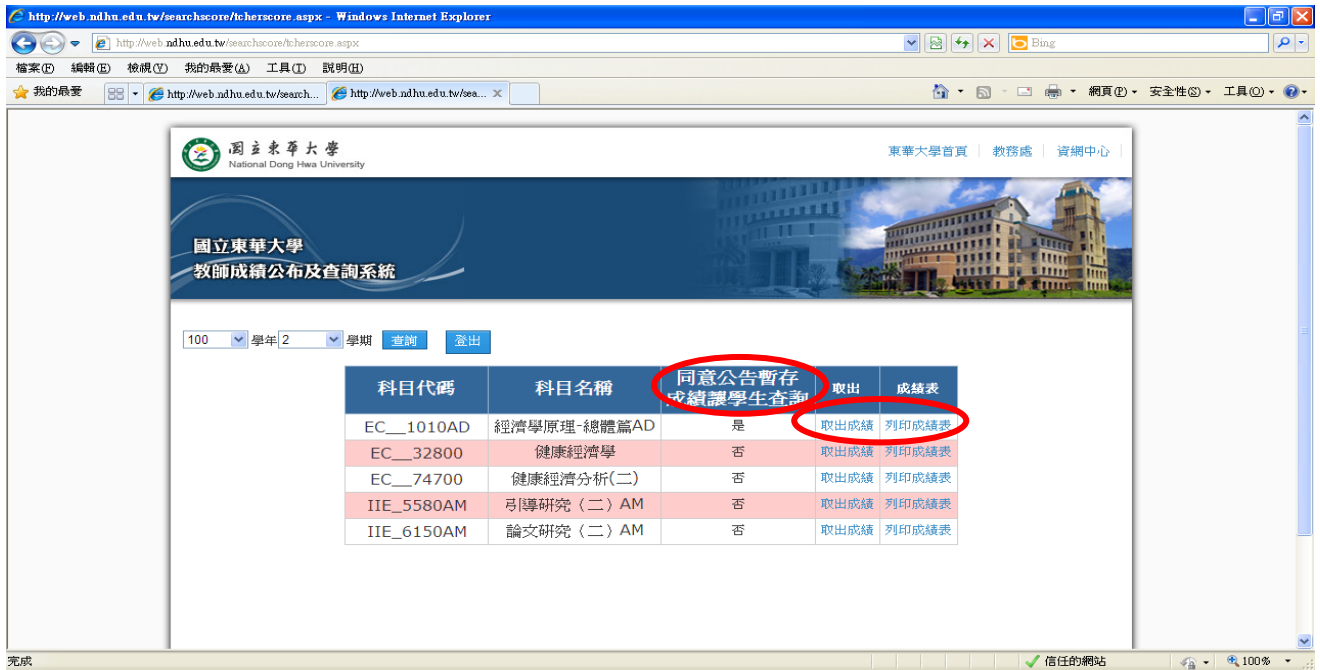 http://web.ndhu.edu.tw/searchscore/tcherscore.aspx - Windows Internet Explorer
http://web.ndhu.edu.tw/searchscore/tcherscore.aspx
Bing
檔案(F) 編輯(E) 檢視(V) 我的最愛(A) 工具(T) 說明(H)
我的最愛 http://web.ndhu.edu.tw/search... http://web.ndhu.edu.tw/sea... 網頁(P) 安全性(S) 工具(O)
國立東華大學
National Dong Hwa University
東華大學首頁 教務處 資網中心
國立東華大學
教師成績公布及查詢系統
100 學年 2 學期 查詢 登出
科目代碼 科目名稱 同意公告暫存成績讓學生查詢 取出 成績表
EC__1010AD 經濟學原理-總體篇AD 是 取出成績 列印成績表
EC__32800 健康經濟學 否 取出成績 列印成績表
EC__74700 健康經濟分析(二) 否 取出成績 列印成績表
IIE_5580AM 引導研究（二）AM 否 取出成績 列印成績表
IIE_6150AM 論文研究（二）AM 否 取出成績 列印成績表
完成 信任的網站 100%